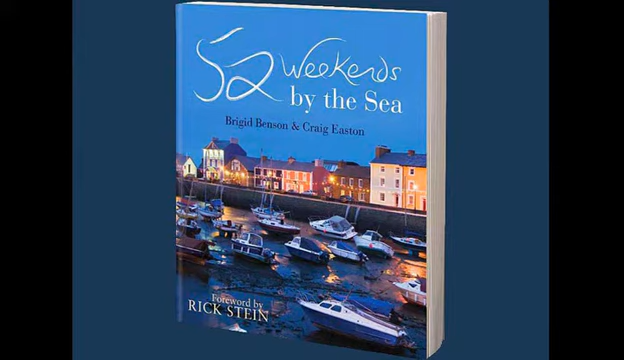 52 Weekends
by the Sea
Brigid Benson & Craig Easton
Foreword by
RICK STEIN